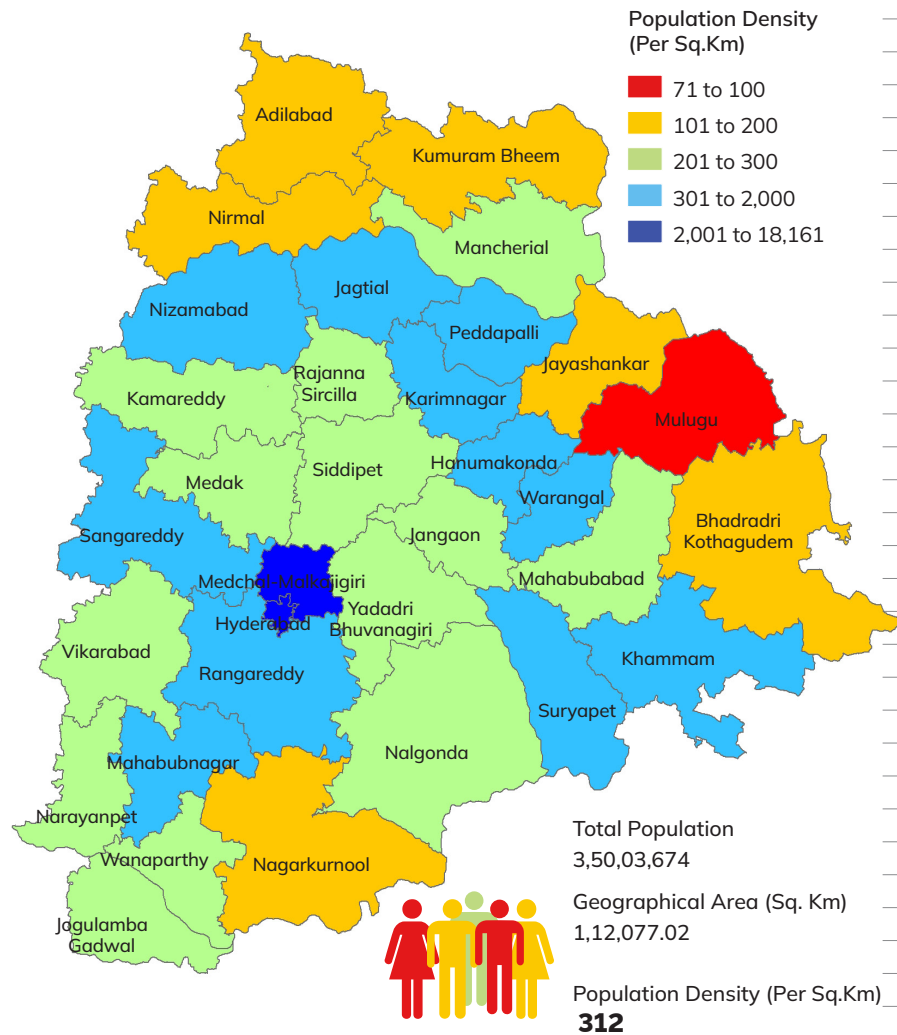 Population Density
(Per Sq.Km)
71 to 100
101 to 200
201 to 300
301 to 2,000
2,001 to 18,161
Adilabad
Kumuram Bheem
Nirmal
Mancherial
Jagtial
Nizamabad
Peddapalli
Jayashankar
Rajanna
Sircilla
Kamareddy
Karimnagar
Mulugu
Hanumakonda
Siddipet
Medak
Warangal
Bhadradri
Kothagudem
Jangaon
Sangareddy
Mahabubabad
Medchal-Malkajigiri
Yadadri
Bhuvanagiri
Hyderabad
Vikarabad
Khammam
Rangareddy
Suryapet
Nalgonda
Mahabubnagar
Narayanpet
Wanaparthy
Nagarkurnool
Jogulamba
Gadwal
Total Population
3,50,03,674
Geographical Area (Sq. Km)
1,12,077.02
Population Density (Per Sq.Km)
312